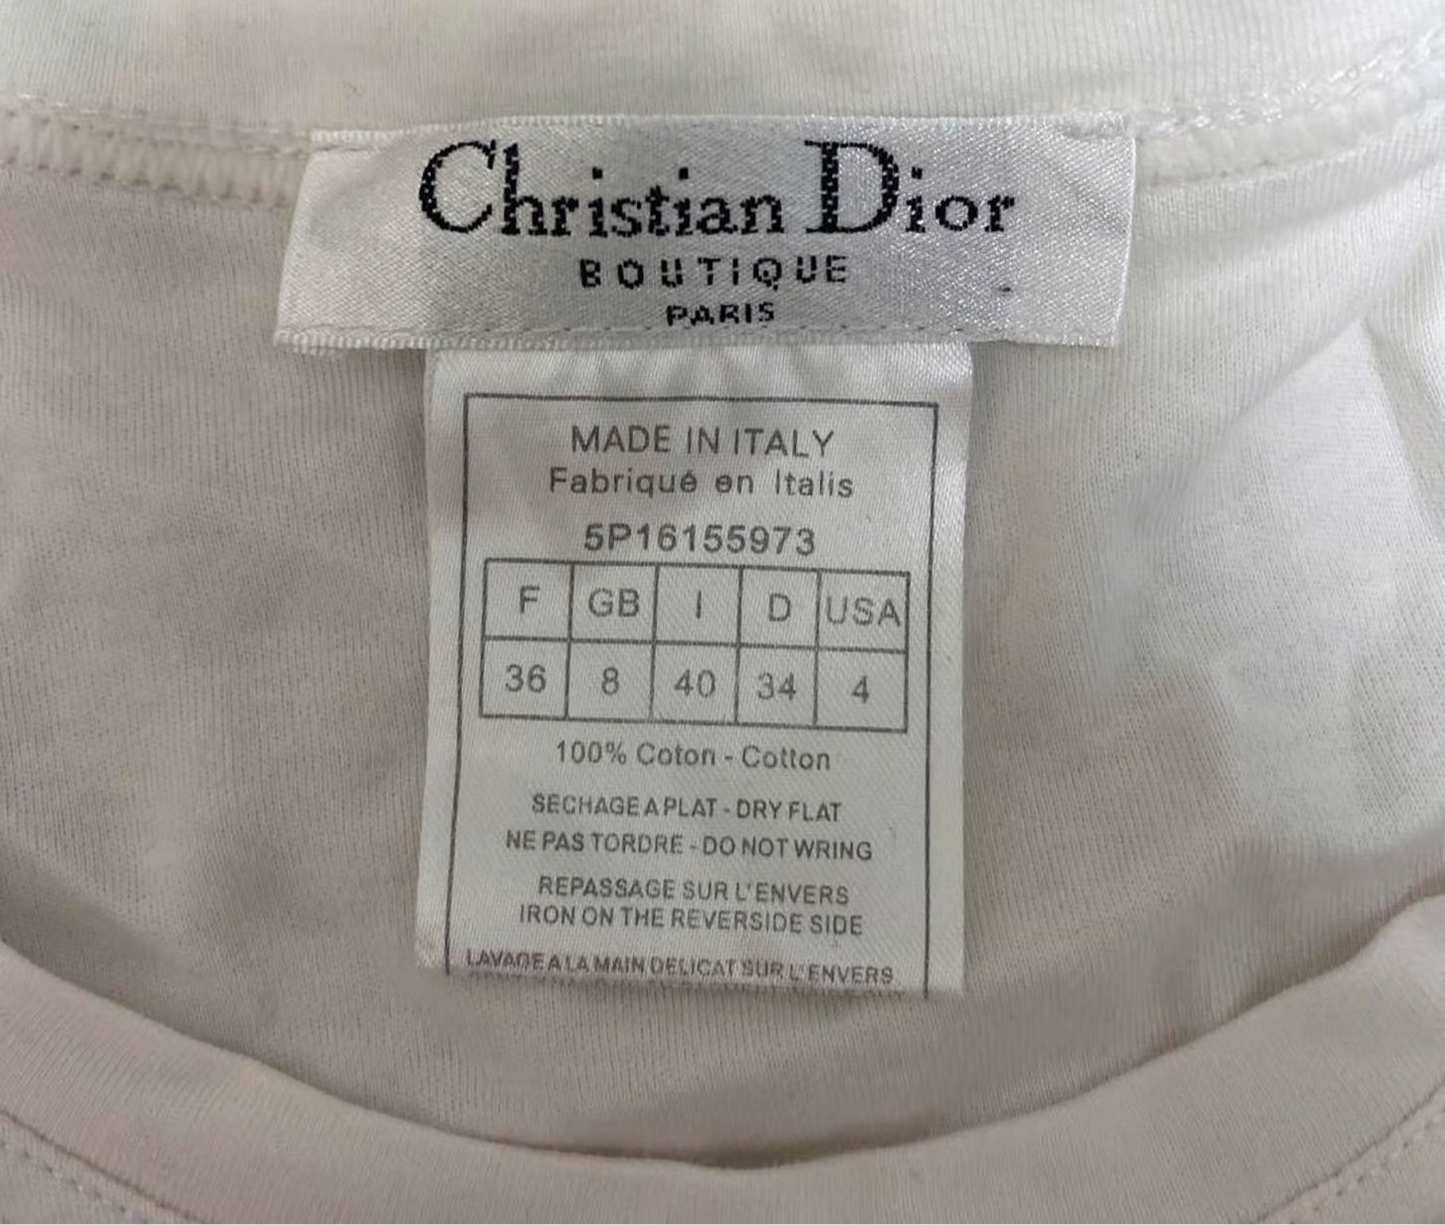 Christian Dior
BOUTIQUE
PARIS
MADE IN ITALY
Fabriqué en Italis
5P16155973
F GB I D USA
36 8 40 34 4
100% Coton - Cotton
SECHAGE A PLAT - DRY FLAT
NE PAS TORDRE - DO NOT WRING
REPASSAGE SUR L'ENVERS
IRON ON THE REVERSIDE SIDE
LAVAGE A LA MAIN DELICAT SUR L'ENVERS